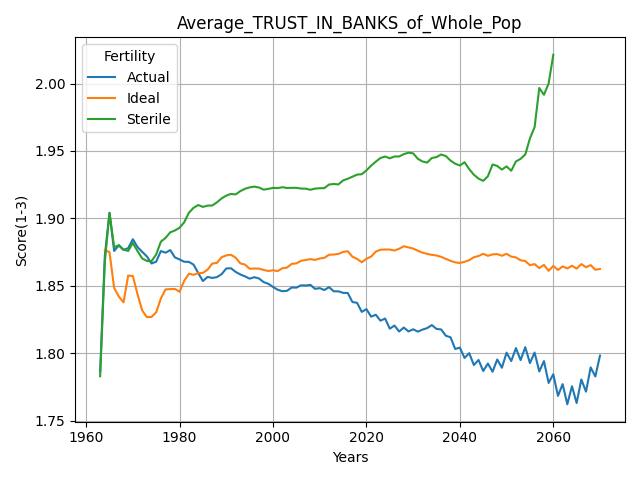 Average_TRUST_IN_BANKS_of_Whole_Pop
Fertility
Actual
Ideal
Sterile
Score(1-3)
2.00
1.95
1.90
1.85
1.80
1.75
1960
1980
2000
2020
2040
2060
Years